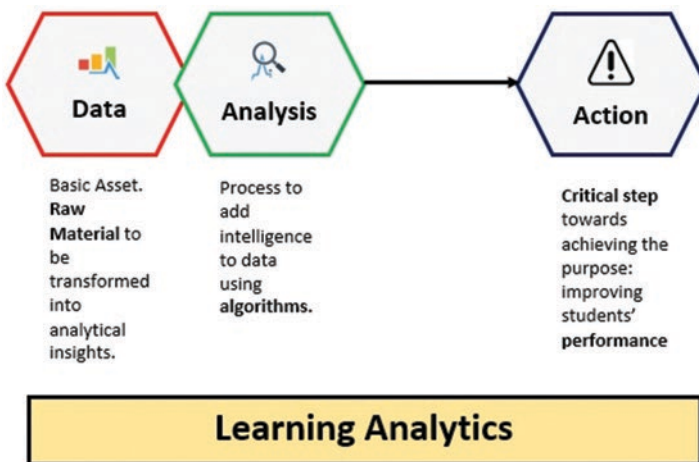 Data
Analysis
Action
Basic Asset.
Raw
Material to
be
transformed
into
analytical
insights.
Process to
add
intelligence
to data
using
algorithms.
Critical step
towards
achieving the
purpose:
improving
students’
performance
Learning Analytics